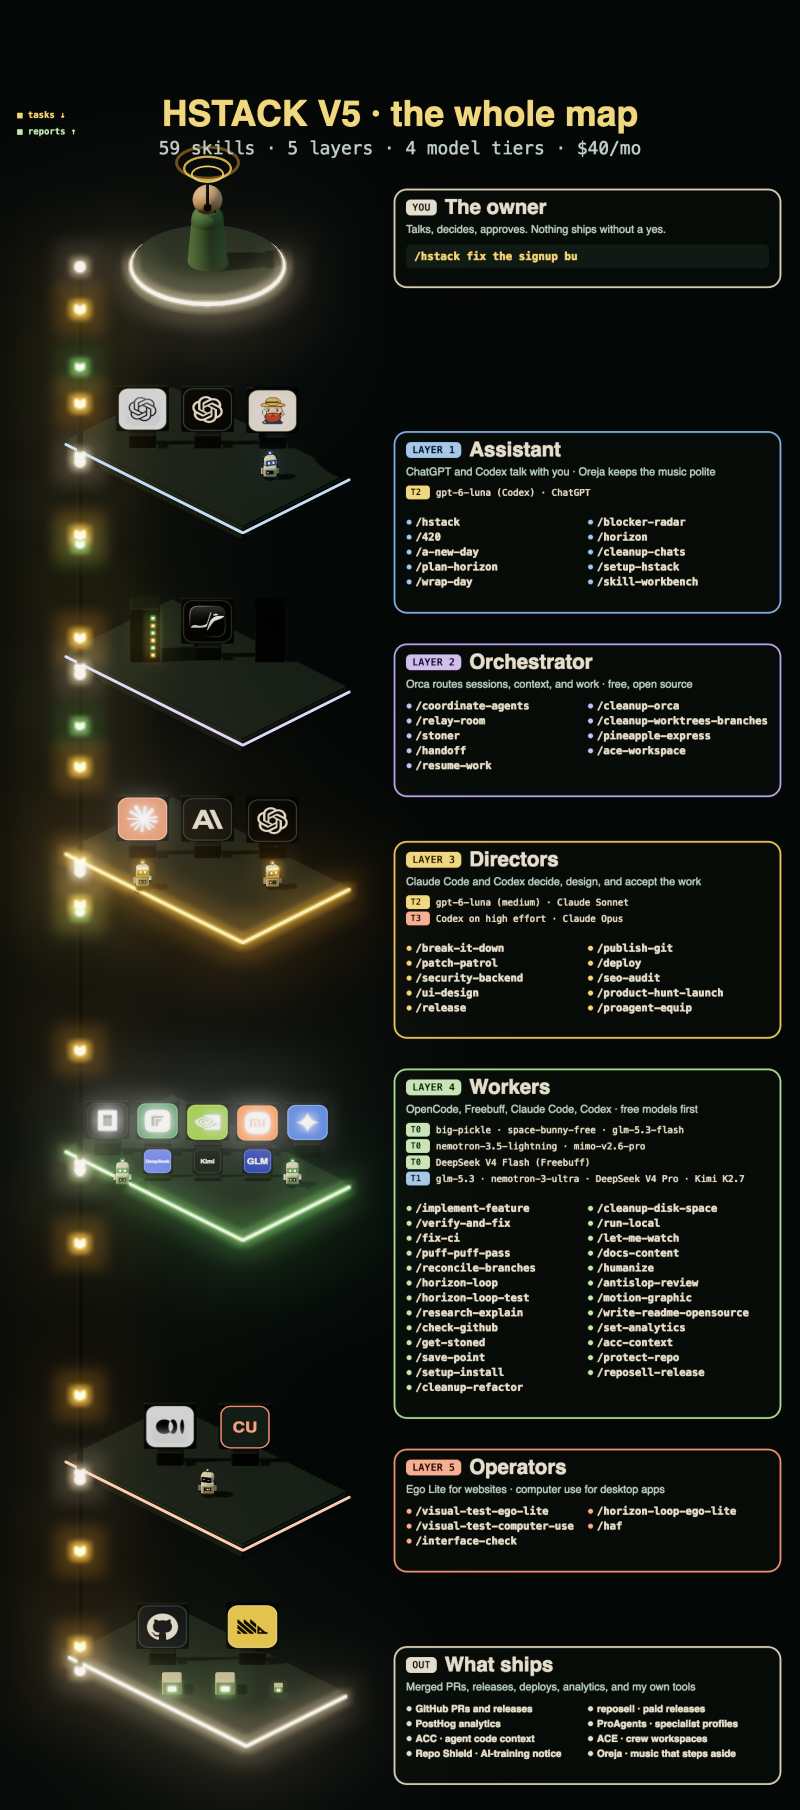 ■ tasks ↓
■ reports ↑
HSTACK V5 · the whole map
59 skills · 5 layers · 4 model tiers · $40/mo
YOU The owner
Talks, decides, approves. Nothing ships without a yes.
/hstack fix the signup bu
LAYER 1 Assistant
ChatGPT and Codex talk with you · Oreja keeps the music polite
T2 gpt-6-luna (Codex) · ChatGPT
• /hstack
• /420
• /a-new-day
• /plan-horizon
• /wrap-day
• /blocker-radar
• /horizon
• /cleanup-chats
• /setup-hstack
• /skill-workbench
LAYER 2 Orchestrator
Orca routes sessions, context, and work · free, open source
• /coordinate-agents
• /relay-room
• /stoner
• /handoff
• /resume-work
• /cleanup-orca
• /cleanup-worktrees-branches
• /pineapple-express
• /ace-workspace
LAYER 3 Directors
Claude Code and Codex decide, design, and accept the work
T2 gpt-6-luna (medium) · Claude Sonnet
T3 Codex on high effort · Claude Opus
• /break-it-down
• /patch-patrol
• /security-backend
• /ui-design
• /release
• /publish-git
• /deploy
• /seo-audit
• /product-hunt-launch
• /proagent-equip
DeepSeek
Kimi
GLM
LAYER 4 Workers
OpenCode, Freebuff, Claude Code, Codex · free models first
T0 big-pickle · space-bunny-free · glm-5.3-flash
T0 nemotron-3.5-lightning · mimo-v2.6-pro
T0 DeepSeek V4 Flash (Freebuff)
T1 glm-5.3 · nemotron-3-ultra · DeepSeek V4 Pro · Kimi K2.7
• /implement-feature
• /verify-and-fix
• /fix-ci
• /puff-puff-pass
• /reconcile-branches
• /horizon-loop
• /horizon-loop-test
• /research-explain
• /check-github
• /get-stoned
• /save-point
• /setup-install
• /cleanup-refactor
• /cleanup-disk-space
• /run-local
• /let-me-watch
• /docs-content
• /humanize
• /antislop-review
• /motion-graphic
• /write-readme-opensource
• /set-analytics
• /acc-context
• /protect-repo
• /reposell-release
CU
LAYER 5 Operators
Ego Lite for websites · computer use for desktop apps
• /visual-test-ego-lite
• /visual-test-computer-use
• /interface-check
• /horizon-loop-ego-lite
• /haf
OUT What ships
Merged PRs, releases, deploys, analytics, and my own tools
• GitHub PRs and releases
• PostHog analytics
• ACC · agent code context
• Repo Shield · AI-training notice
• reposell · paid releases
• ProAgents · specialist profiles
• ACE · crew workspaces
• Oreja · music that steps aside